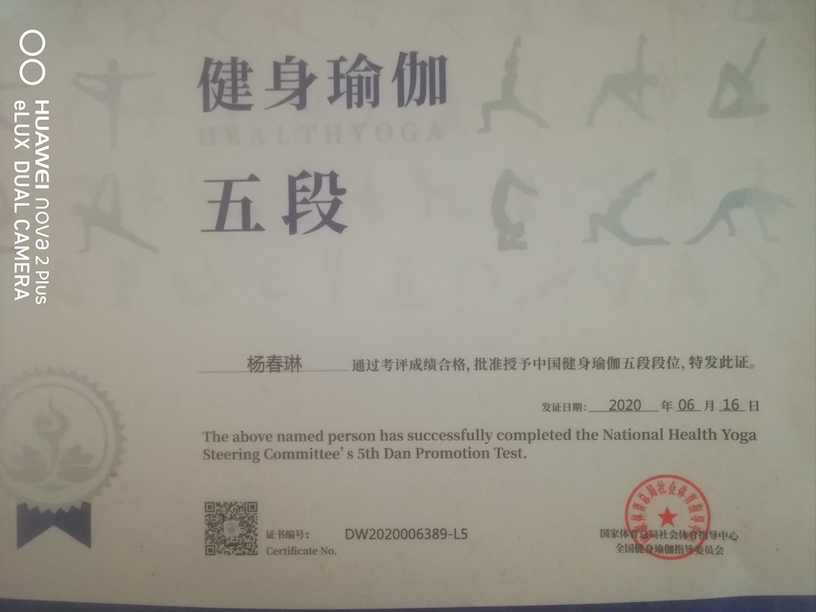 健身瑜伽
HEALTHYOGA
五段
杨春琳 通过考评成绩合格，批准授予中国健身瑜伽五段段位，特发此证。
发证日期：2020 年 06 月 16 日
The above named person has successfully completed the National Health Yoga
Steering Committee's 5th Dan Promotion Test.
证书编号： DW2020006389-L5
Certificate No.
国家体育总局社会体育指导中心
全国健身瑜伽指导委员会
HUAWEI nova 2 Plus
eLUX DUAL CAMERA